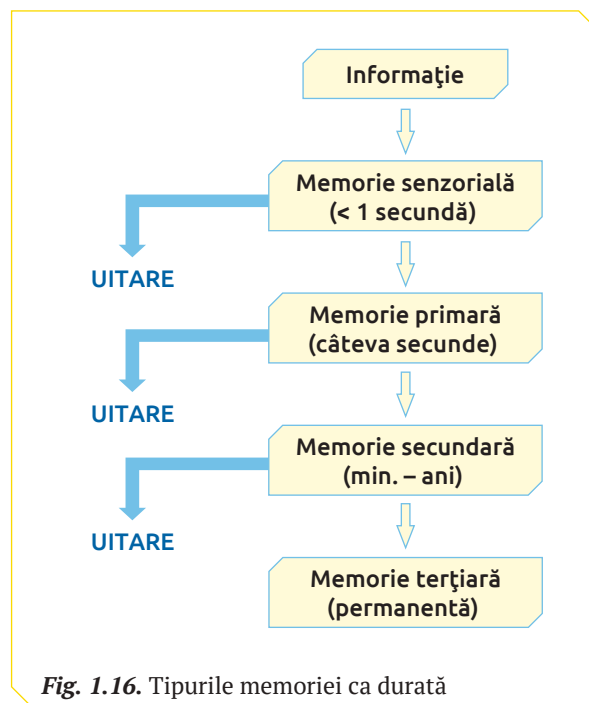 Informaţie
Memorie senzorială
(< 1 secundă)
UITARE
Memorie primară
(câteva secunde)
UITARE
Memorie secundară
(min. – ani)
UITARE
Memorie terţiară
(permanentă)
Fig. 1.16. Tipurile memoriei ca durată